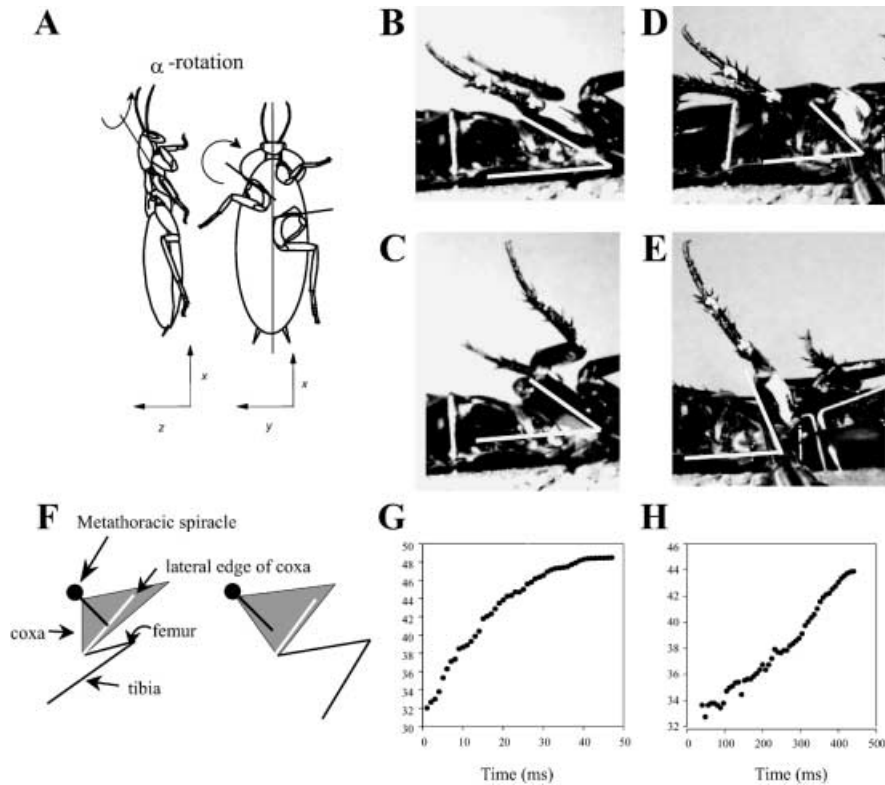 A
α -rotation
x
z
x
y
B
D
C
E
F
Metathoracic spiracle
lateral edge of coxa
coxa
femur
tibia
G
50
48
46
44
42
40
38
36
34
32
30
0 10 20 30 40 50
Time (ms)
H
46
44
42
40
38
36
34
32
0 100 200 300 400 500
Time (ms)